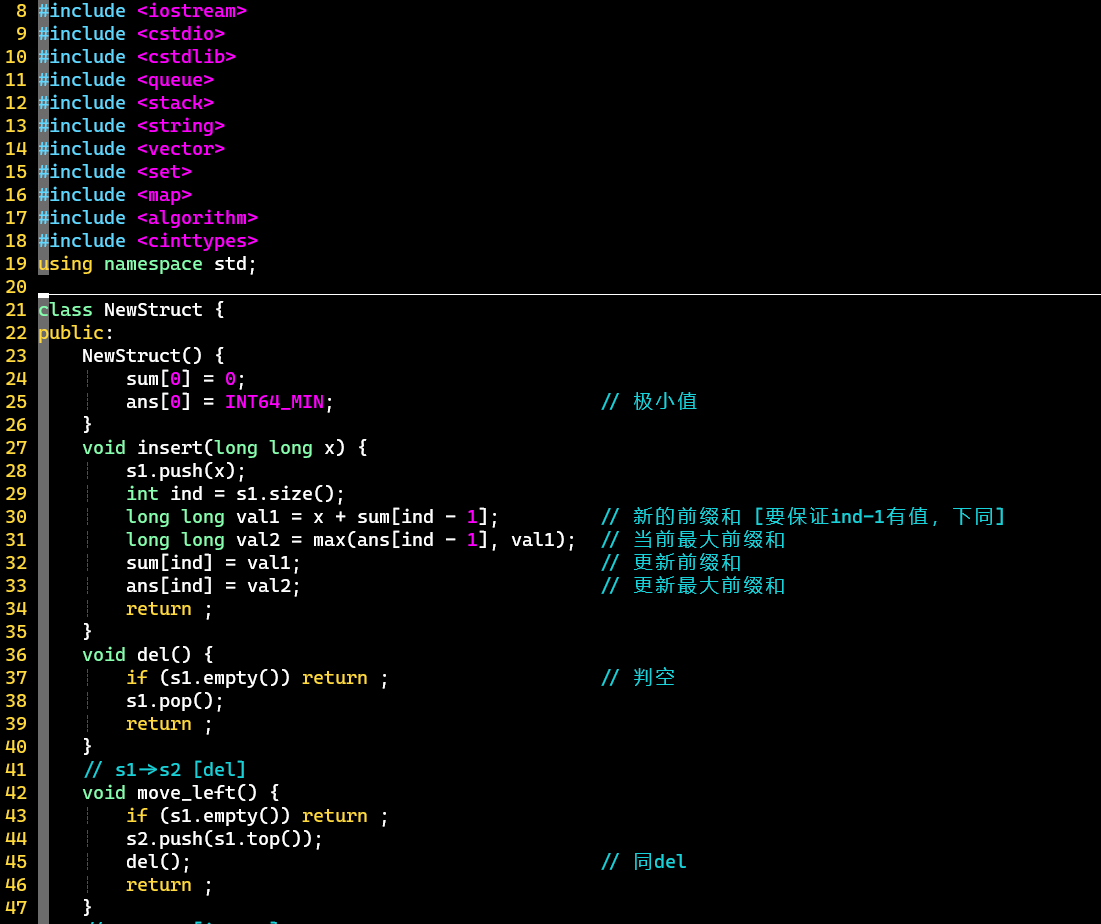 8 #include <iostream>
9 #include <cstdio>
10 #include <cstdlib>
11 #include <queue>
12 #include <stack>
13 #include <string>
14 #include <vector>
15 #include <set>
16 #include <map>
17 #include <algorithm>
18 #include <cinttypes>
19 using namespace std;
20
21 class NewStruct {
22 public:
23     NewStruct() {
24         sum[0] = 0;
25         ans[0] = INT64_MIN;                        // 极小值
26     }
27     void insert(long long x) {
28         s1.push(x);
29         int ind = s1.size();
30         long long val1 = x + sum[ind - 1];         // 新的前缀和 [要保证ind-1有值, 下同]
31         long long val2 = max(ans[ind - 1], val1);  // 当前最大前缀和
32         sum[ind] = val1;                           // 更新前缀和
33         ans[ind] = val2;                           // 更新最大前缀和
34         return ;
35     }
36     void del() {
37         if (s1.empty()) return ;                   // 判空
38         s1.pop();
39         return ;
40     }
41     // s1->s2 [del]
42     void move_left() {
43         if (s1.empty()) return ;
44         s2.push(s1.top());
45         del();                                     // 同del
46         return ;
47     }